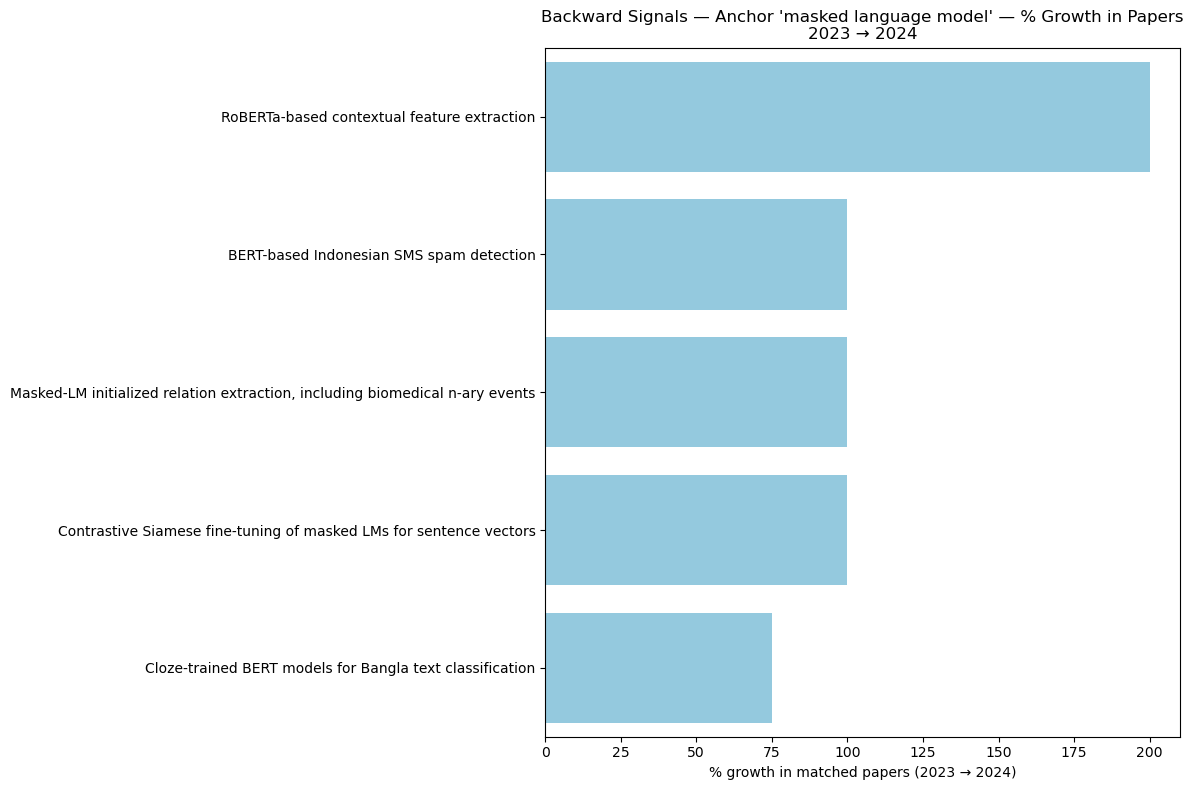 Backward Signals — Anchor 'masked language model' — % Growth in Papers
2023 → 2024
RoBERTa-based contextual feature extraction
BERT-based Indonesian SMS spam detection
Masked-LM initialized relation extraction, including biomedical n-ary events
Contrastive Siamese fine-tuning of masked LMs for sentence vectors
Cloze-trained BERT models for Bangla text classification
0 25 50 75 100 125 150 175 200
% growth in matched papers (2023 → 2024)